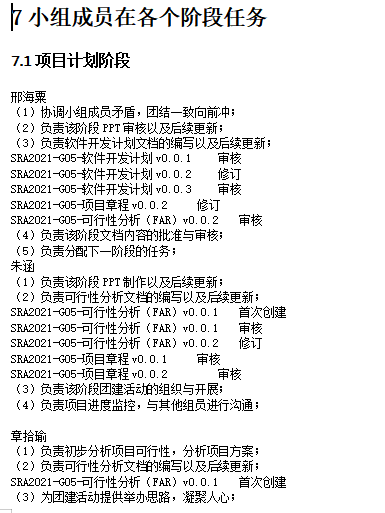 7 小组成员在各个阶段任务
7.1 项目计划阶段
邢海粟
（1）协调小组成员矛盾，团结一致向前冲；
（2）负责该阶段 PPT 审核以及后续更新；
（3）负责软件开发计划文档的编写以及后续更新；
SRA2021-G05-软件开发计划 v0.0.1 审核
SRA2021-G05-软件开发计划 v0.0.2 修订
SRA2021-G05-软件开发计划 v0.0.3 审核
SRA2021-G05-项目章程 v0.0.2 修订
SRA2021-G05-可行性分析（FAR）v0.0.2 审核
（4）负责该阶段文档内容的批准与审核；
（5）负责分配下一阶段的任务；
朱涵
（1）负责该阶段 PPT 制作以及后续更新；
（2）负责可行性分析文档的编写以及后续更新；
SRA2021-G05-可行性分析（FAR）v0.0.1 首次创建
SRA2021-G05-可行性分析（FAR）v0.0.1 审核
SRA2021-G05-可行性分析（FAR）v0.0.2 修订
SRA2021-G05-项目章程 v0.0.1 审核
SRA2021-G05-项目章程 v0.0.2 审核
（3）负责该阶段团建活动的组织与开展；
（4）负责项目进度监控，与其他组员进行沟通；
章拾瑜
（1）负责初步分析项目可行性，分析项目方案；
（2）负责可行性分析文档的编写以及后续更新；
SRA2021-G05-可行性分析（FAR）v0.0.1 首次创建
（3）为团建活动提供举办思路，凝聚人心；